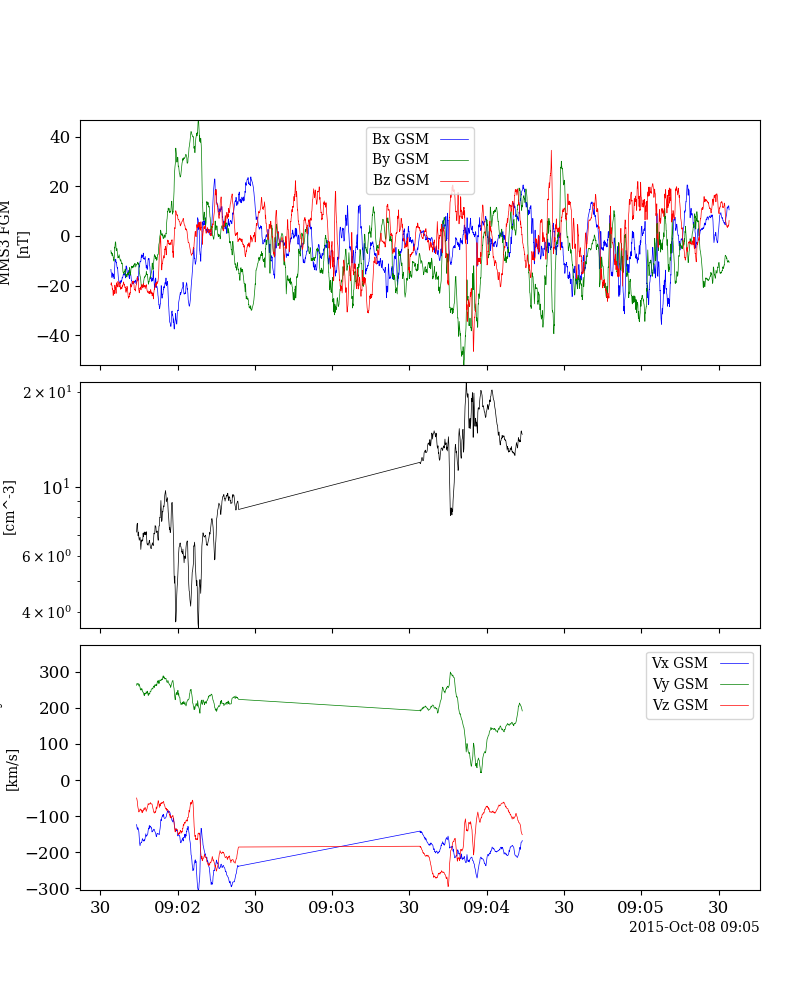 MMS3 FGM
[nT]
40
20
0
−20
−40
Bx GSM
By GSM
Bz GSM
[cm^-3]
2 × 10¹
10¹
6 × 10⁰
4 × 10⁰
[km/s]
300
200
100
0
−100
−200
−300
Vx GSM
Vy GSM
Vz GSM
30 09:02 30 09:03 30 09:04 30 09:05 30
2015-Oct-08 09:05